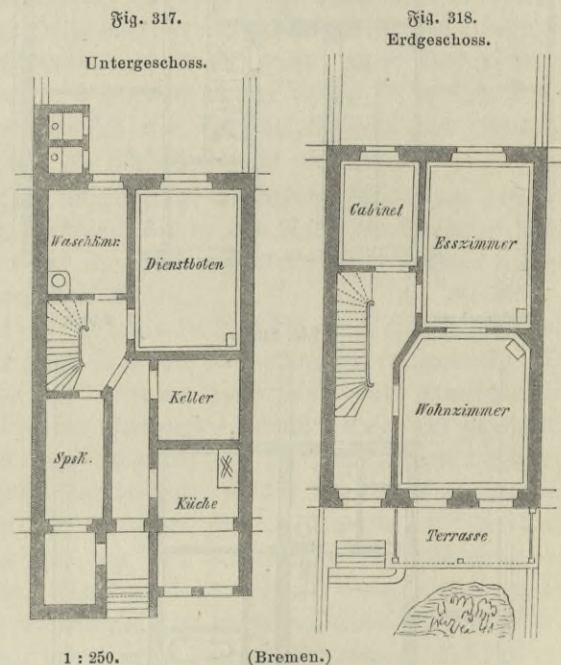 Fig. 317.
Untergeschoss.
Waschkmr.
Dienstboten
Keller
Spsk.
Küche
Fig. 318.
Erdgeschoss.
Cabinet
Esszimmer
Wohnzimmer
Terrasse
1 : 250.
(Bremen.)